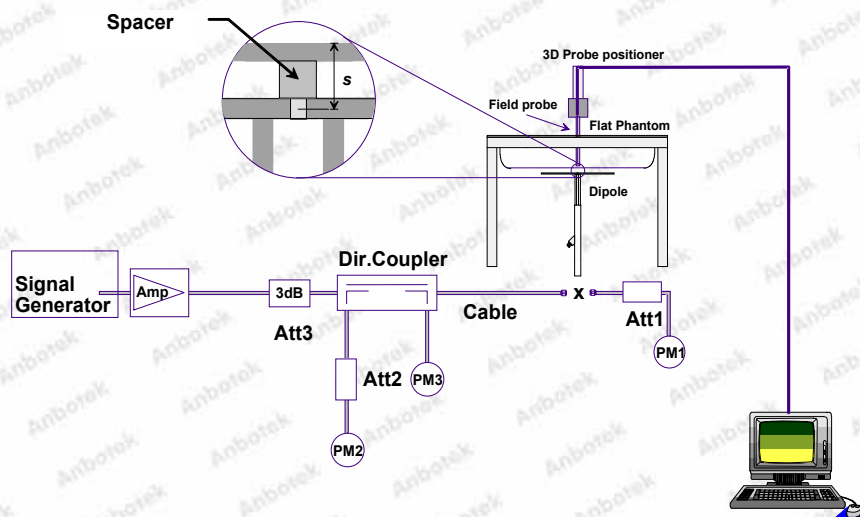 Spacer
s
3D Probe positioner
Field probe
Flat Phantom
Dipole
Signal
Generator
Amp
3dB
Att3
Dir.Coupler
Cable
x
Att1
PM1
Att2
PM3
PM2
Anbotek